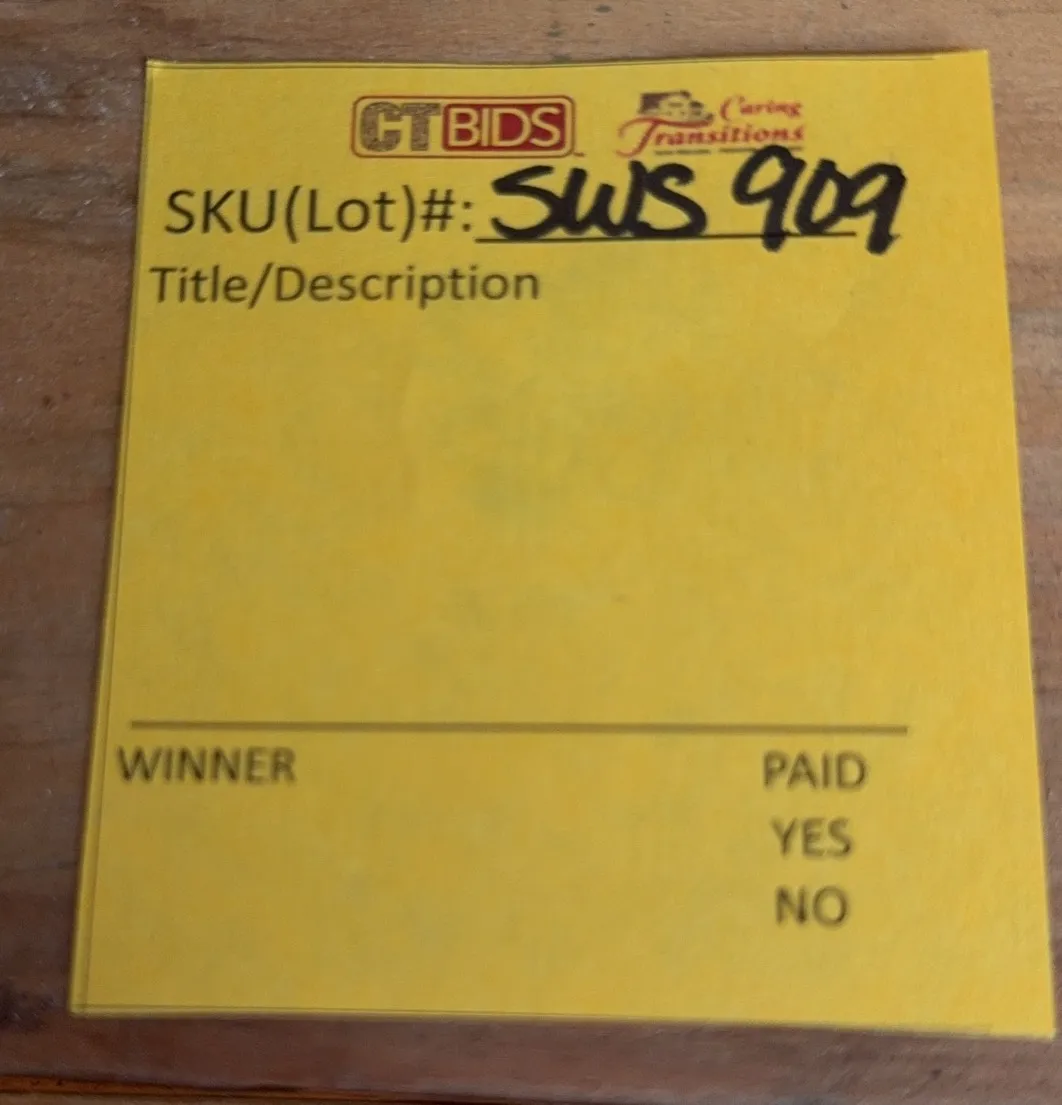 CTBIDS Caring
Transitions
SKU(Lot)#: SWS 909
Title/Description
WINNER PAID
YES
NO